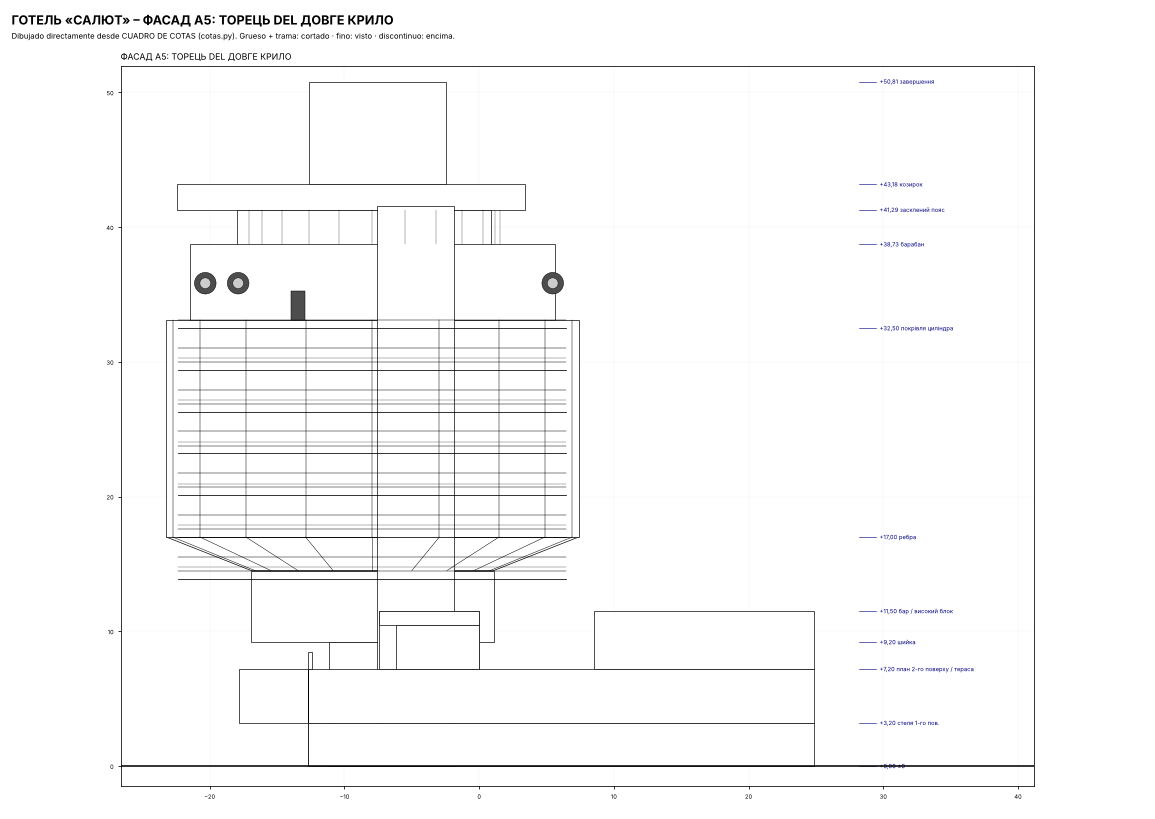 ГОТЕЛЬ «САЛЮТ» – ФАСАД А5: ТОРЕЦЬ DEL ДОВГЕ КРИЛО
Dibujado directamente desde CUADRO DE COTAS (cotas.py). Grueso + trama: cortado · fino: visto · discontinuo: encima.
ФАСАД А5: ТОРЕЦЬ DEL ДОВГЕ КРИЛО
+50,81 завершення
50
+43,18 козирок
+41,29 засклений пояс
40
+38,73 барабан
+32,50 покрівля циліндра
30
20
+17,00 ребра
+11,50 бар / високий блок
10
+9,20 шийка
+7,20 план 2-го поверху / тераса
+3,20 стеля 1-го пов.
0
−20 −10 0 10 20 30 40